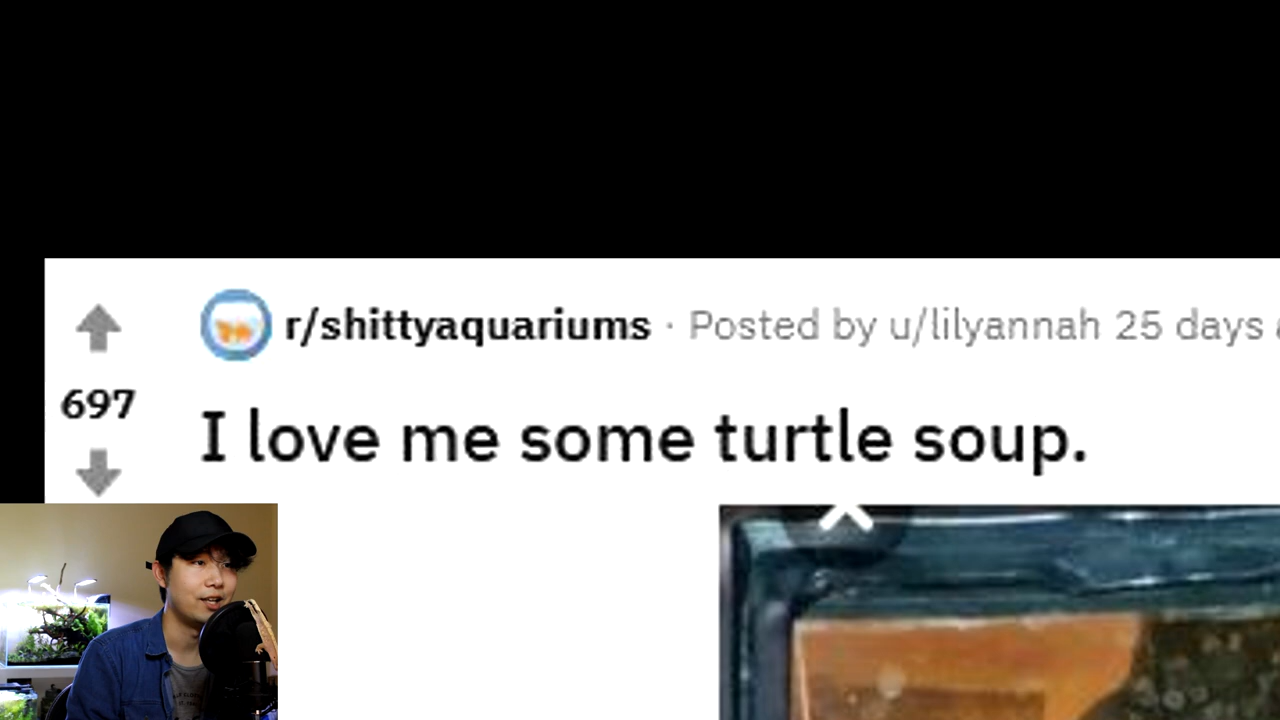 r/shittyaquariums · Posted by u/lilyannah 25 days
697
I love me some turtle soup.